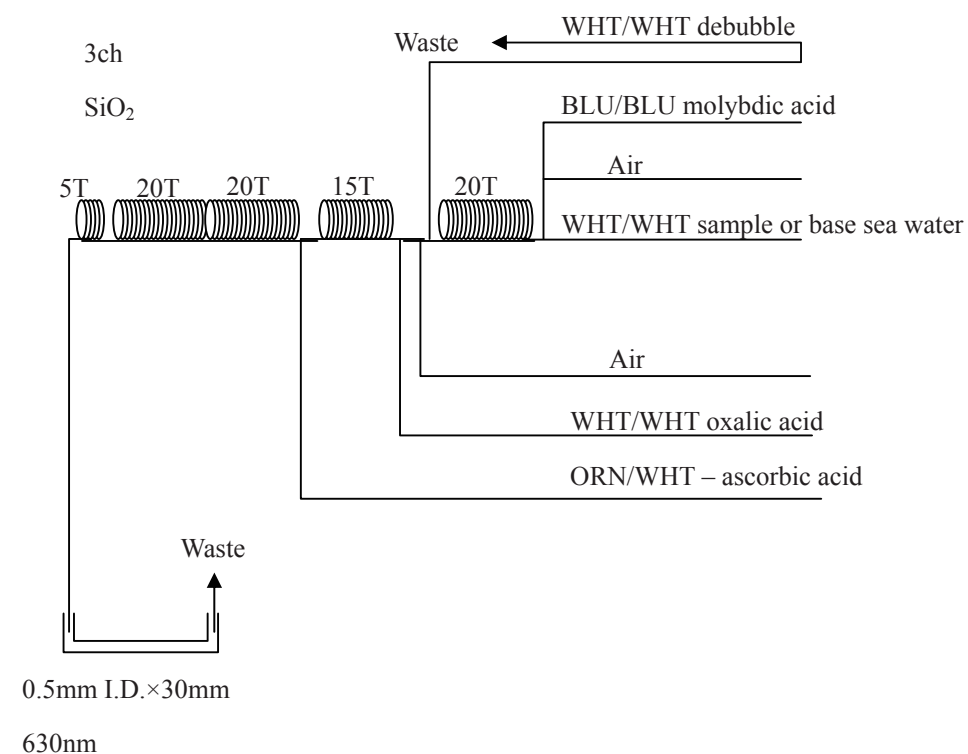 3ch
SiO₂
Waste
WHT/WHT debubble
BLU/BLU molybdic acid
Air
5T
20T
20T
15T
20T
WHT/WHT sample or base sea water
Air
WHT/WHT oxalic acid
ORN/WHT – ascorbic acid
Waste
0.5mm I.D.×30mm
630nm